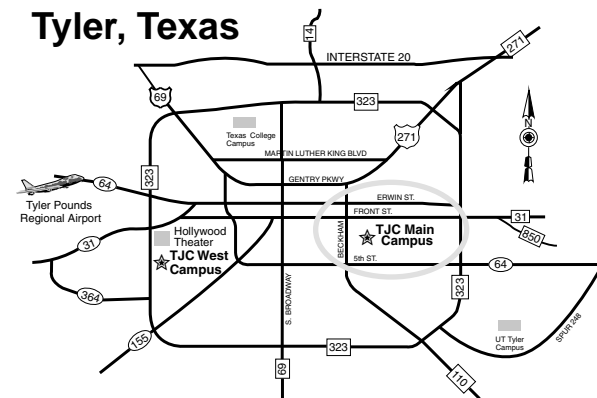 Tyler, Texas
14
INTERSTATE 20
271
69
323
Texas College
Campus
271
N
MARTIN LUTHER KING BLVD
323
64
GENTRY PKWY
Tyler Pounds
Regional Airport
ERWIN ST.
FRONT ST.
31
Hollywood
Theater
TJC West
Campus
BECKHAM
TJC Main
Campus
850
31
5th ST.
64
364
S. BROADWAY
323
155
323
UT Tyler
Campus
SPUR 248
69
110